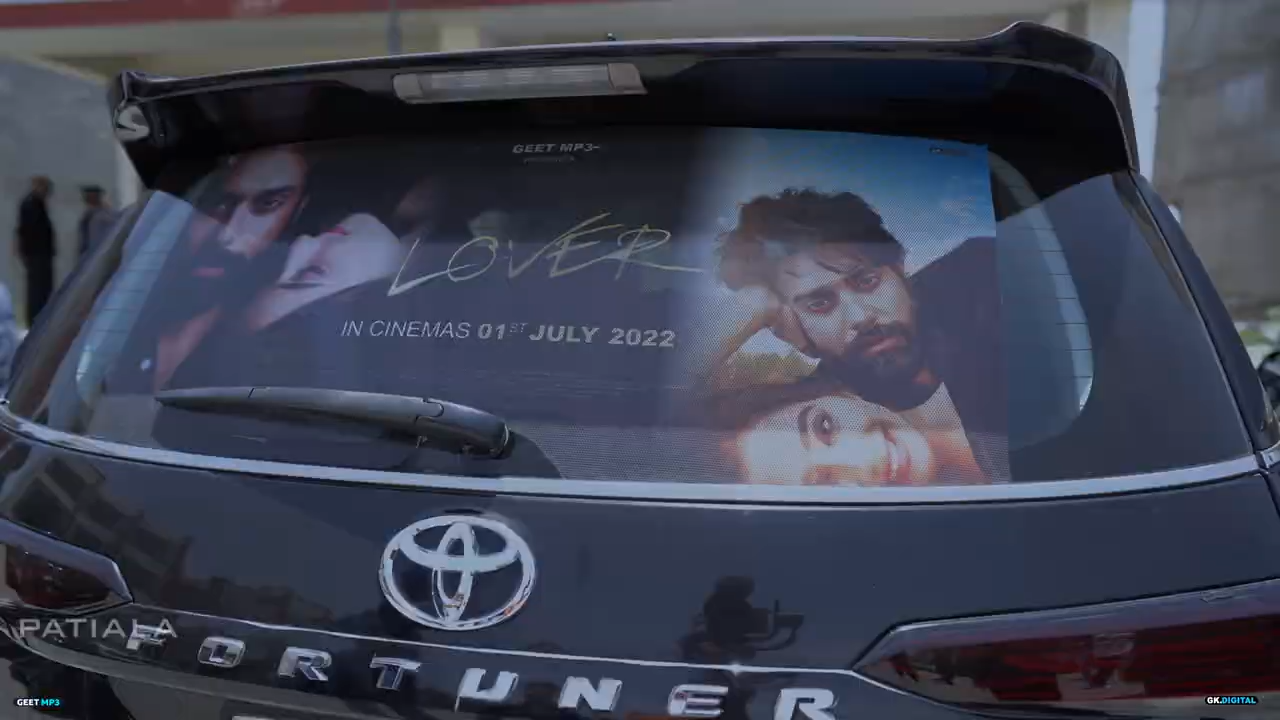 GEET MP3
LOVER
IN CINEMAS 01ST JULY 2022
PATIALA
FORTUNER
GEET MP3
GK.DIGITAL